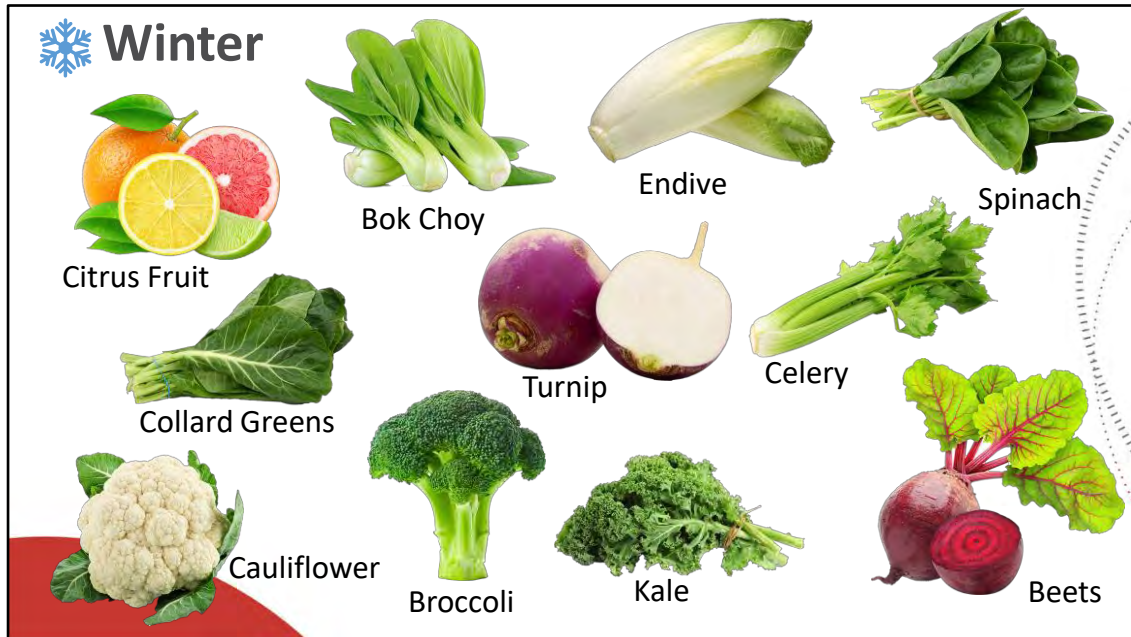 Winter
Citrus Fruit
Bok Choy
Endive
Spinach
Collard Greens
Turnip
Celery
Cauliflower
Broccoli
Kale
Beets